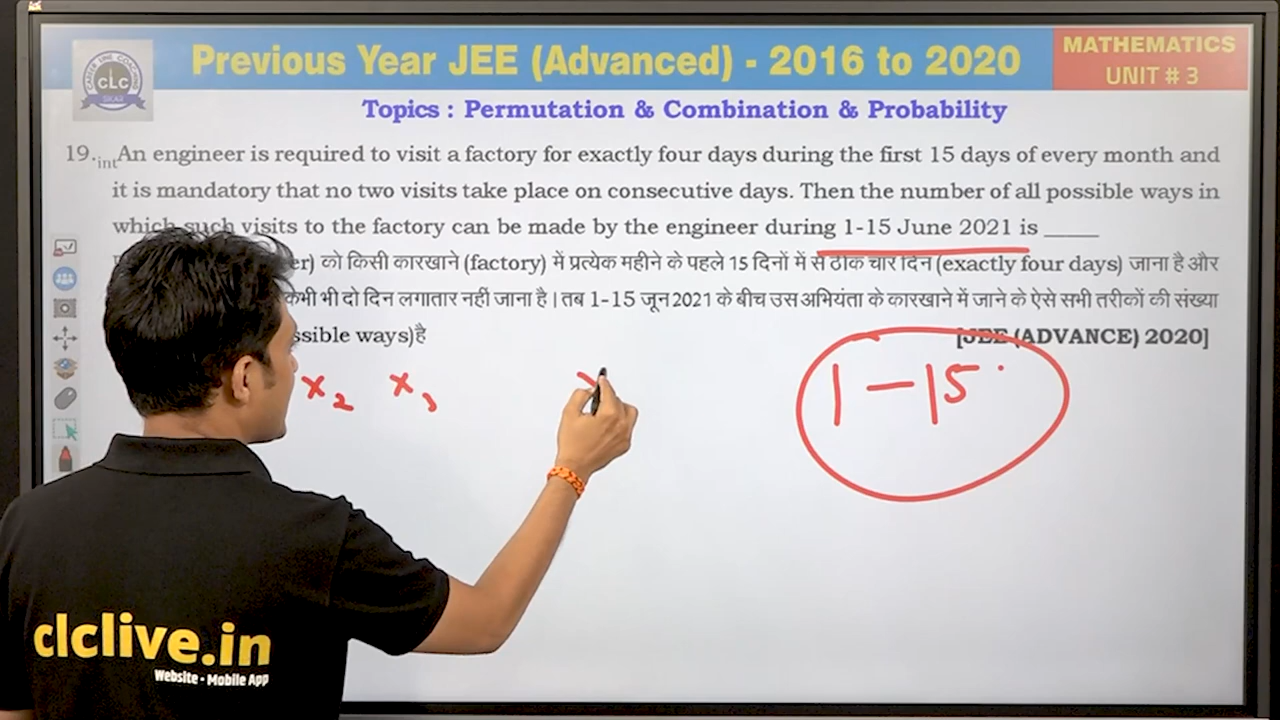 Previous Year JEE (Advanced) - 2016 to 2020
MATHEMATICS
UNIT # 3
CLC
SIKAR
Topics : Permutation & Combination & Probability
19.int An engineer is required to visit a factory for exactly four days during the first 15 days of every month and
it is mandatory that no two visits take place on consecutive days. Then the number of all possible ways in
which such visits to the factory can be made by the engineer during 1-15 June 2021 is _____
er) को किसी कारखाने (factory) में प्रत्येक महीने के पहले 15 दिनों में से ठीक चार दिन (exactly four days) जाना है और
कभी भी दो दिन लगातार नहीं जाना है। तब 1-15 जून 2021 के बीच उस अभियंता के कारखाने में जाने के ऐसे सभी तरीकों की संख्या
ssible ways) है
[JEE (ADVANCE) 2020]
x2 x3
1-15
clclive.in
Website - Mobile App